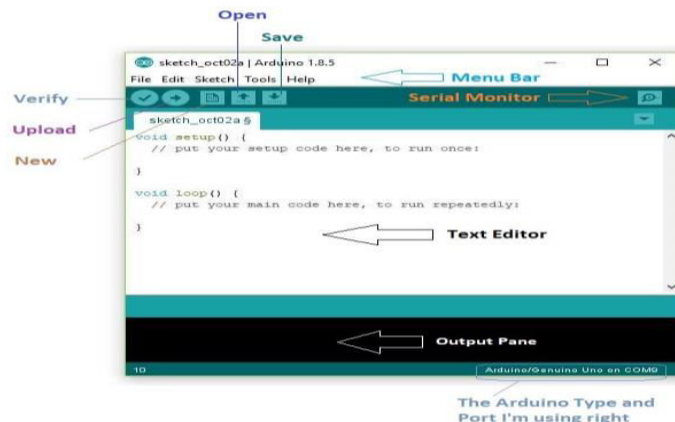 Open
Save
sketch_oct02a | Arduino 1.8.5
File Edit Sketch Tools Help
Menu Bar
Verify
Serial Monitor
Upload
sketch_oct02a §
New
void setup() {
// put your setup code here, to run once:
}
void loop() {
// put your main code here, to run repeatedly:
}
Text Editor
Output Pane
10
Arduino/Genuino Uno on COM9
The Arduino Type and
Port I'm using right